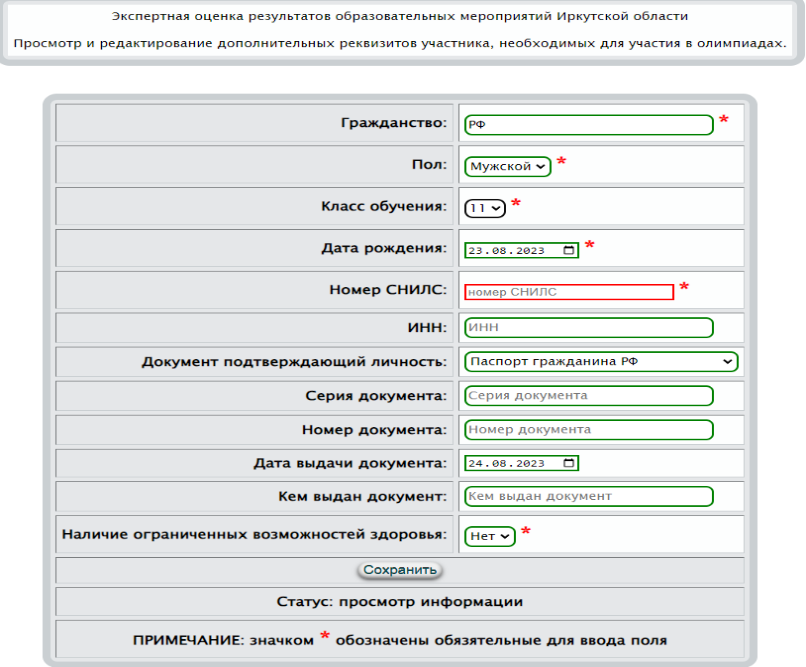 Экспертная оценка результатов образовательных мероприятий Иркутской области
Просмотр и редактирование дополнительных реквизитов участника, необходимых для участия в олимпиадах.
Гражданство: РФ *
Пол: Мужской *
Класс обучения: 11 *
Дата рождения: 23.08.2023 *
Номер СНИЛС: номер СНИЛС *
ИНН: ИНН
Документ подтверждающий личность: Паспорт гражданина РФ
Серия документа: Серия документа
Номер документа: Номер документа
Дата выдачи документа: 24.08.2023
Кем выдан документ: Кем выдан документ
Наличие ограниченных возможностей здоровья: Нет *
Сохранить
Статус: просмотр информации
ПРИМЕЧАНИЕ: значком * обозначены обязятельные для ввода поля